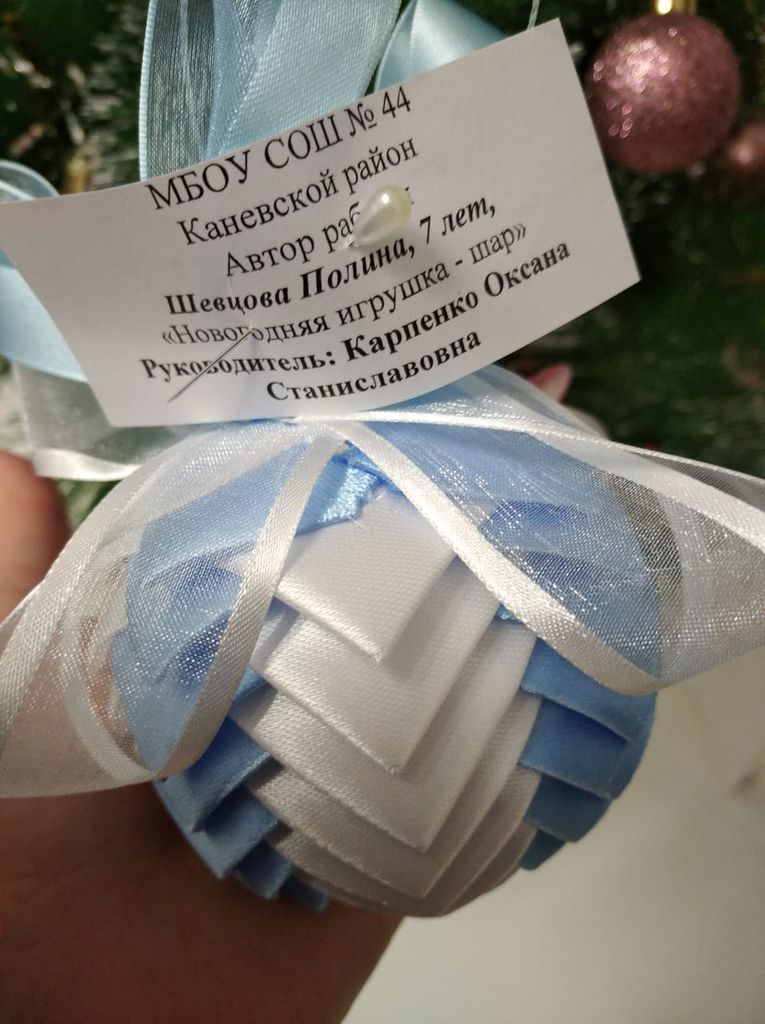 МБОУ СОШ № 44
Каневской район
Автор
Шевцова Полина, 7 лет,
«Новогодняя игрушка - шар»
Руководитель: Карпенко Оксана
Станиславовна